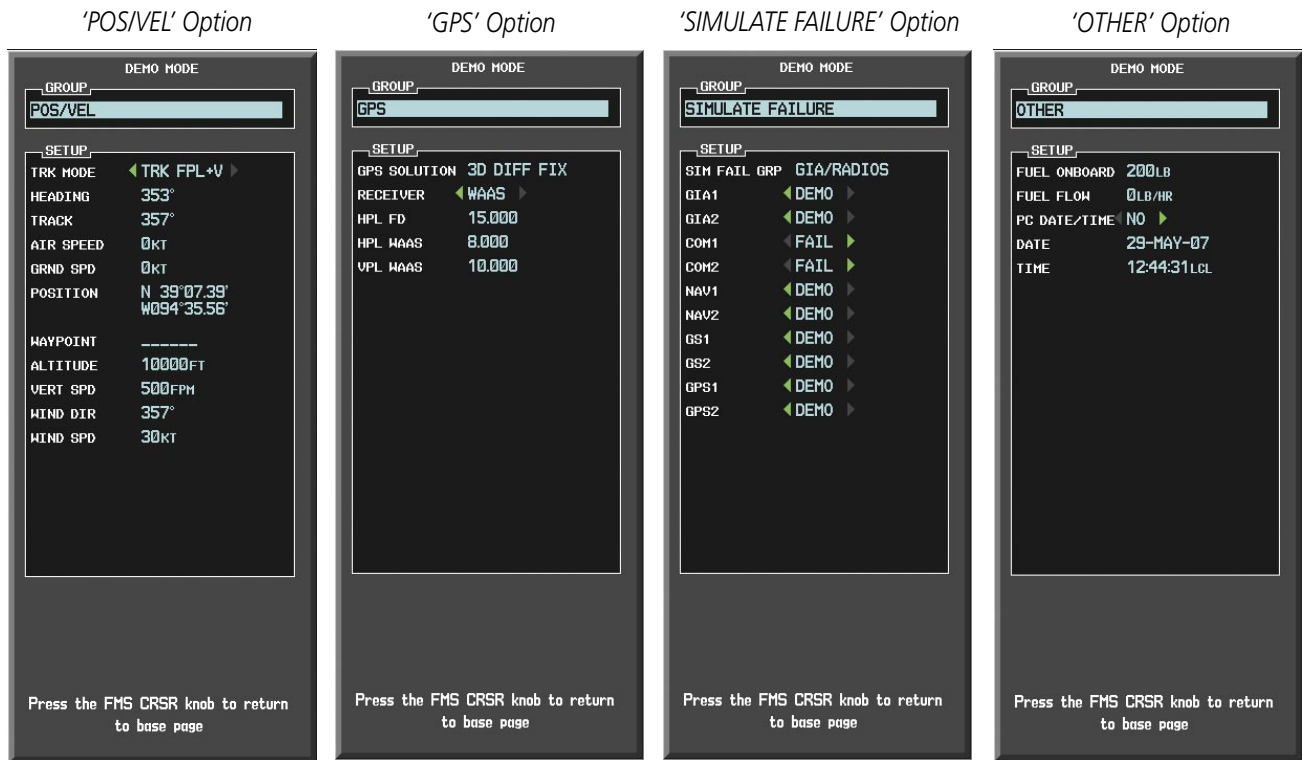 'POS/VEL' Option
DEMO MODE
GROUP
POS/VEL
SETUP
TRK MODE TRK FPL+V
HEADING 353°
TRACK 357°
AIR SPEED 0KT
GRND SPD 0KT
POSITION N 39°07.39'
W094°35.56'
WAYPOINT ______
ALTITUDE 10000FT
VERT SPD 500FPM
WIND DIR 357°
WIND SPD 30KT
Press the FMS CRSR knob to return
to base page
'GPS' Option
DEMO MODE
GROUP
GPS
SETUP
GPS SOLUTION 3D DIFF FIX
RECEIVER WAAS
HPL FD 15.000
HPL WAAS 8.000
VPL WAAS 10.000
Press the FMS CRSR knob to return
to base page
'SIMULATE FAILURE' Option
DEMO MODE
GROUP
SIMULATE FAILURE
SETUP
SIM FAIL GRP GIA/RADIOS
GIA1 DEMO
GIA2 DEMO
COM1 FAIL
COM2 FAIL
NAV1 DEMO
NAV2 DEMO
GS1 DEMO
GS2 DEMO
GPS1 DEMO
GPS2 DEMO
Press the FMS CRSR knob to return
to base page
'OTHER' Option
DEMO MODE
GROUP
OTHER
SETUP
FUEL ONBOARD 200LB
FUEL FLOW 0LB/HR
PC DATE/TIME NO
DATE 29-MAY-07
TIME 12:44:31LCL
Press the FMS CRSR knob to return
to base page